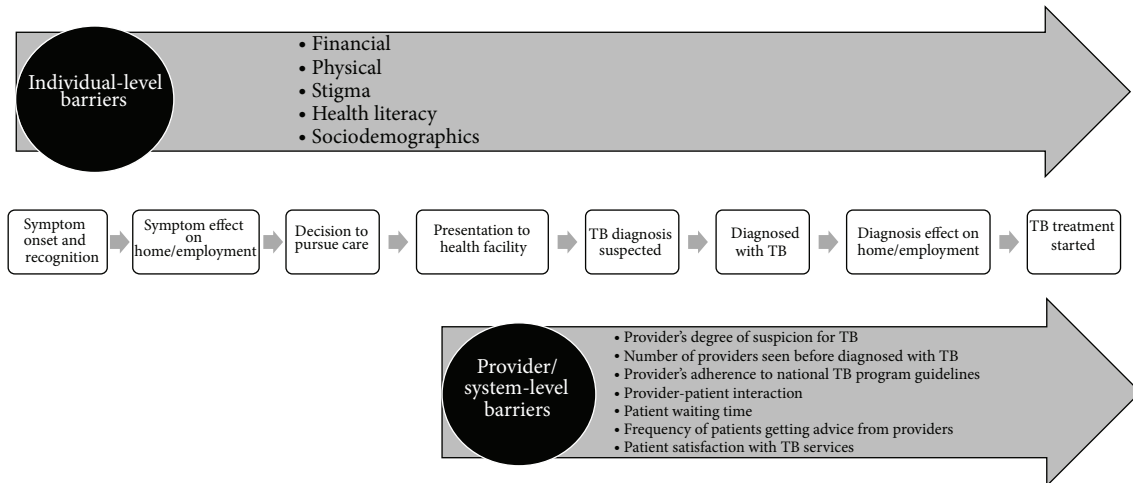 Individual-level
barriers
• Financial
• Physical
• Stigma
• Health literacy
• Sociodemographics
Symptom
onset and
recognition
Symptom effect
on
home/employment
Decision to
pursue care
Presentation to
health facility
TB diagnosis
suspected
Diagnosed
with TB
Diagnosis effect on
home/employment
TB treatment
started
Provider/
system-level
barriers
• Provider's degree of suspicion for TB
• Number of providers seen before diagnosed with TB
• Provider's adherence to national TB program guidelines
• Provider-patient interaction
• Patient waiting time
• Frequency of patients getting advice from providers
• Patient satisfaction with TB services